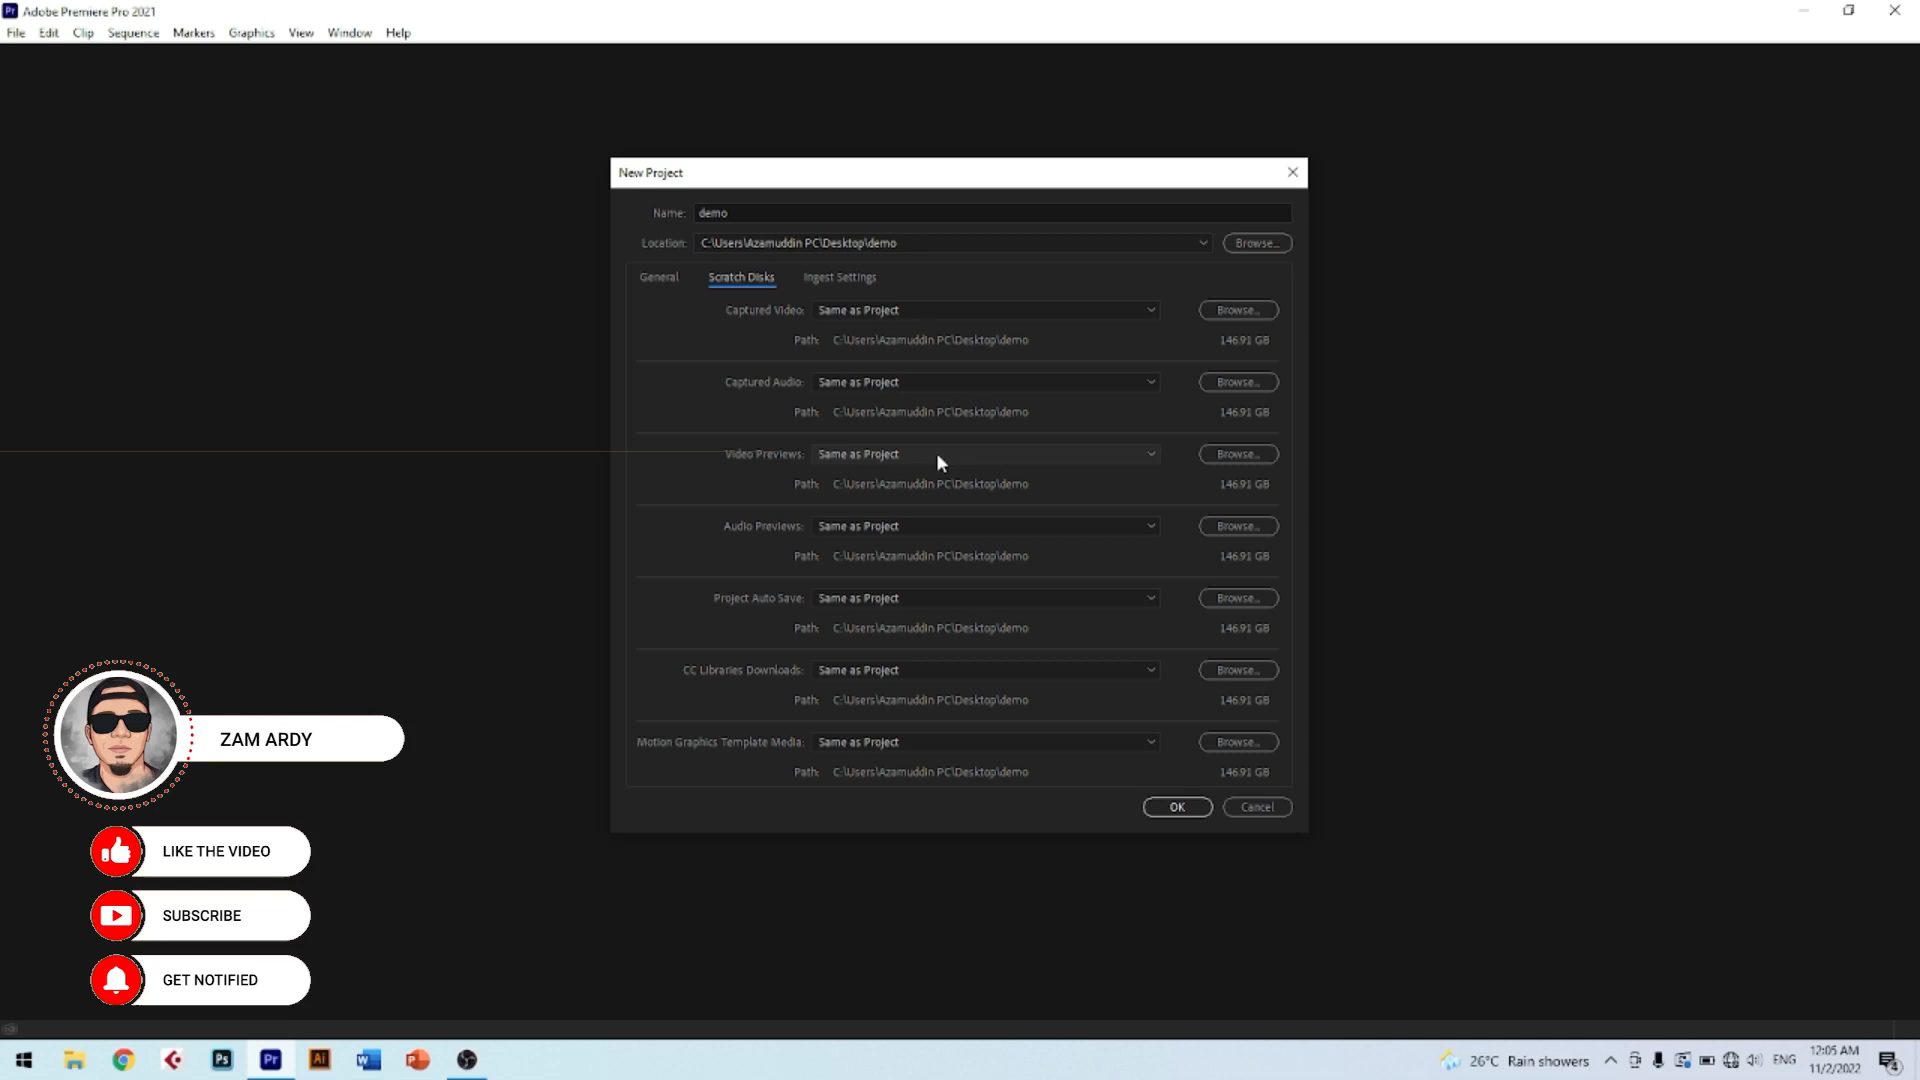 Pr Adobe Premiere Pro 2021
File Edit Clip Sequence Markers Graphics View Window Help
New Project
Name: demo
Location: C:\Users\Azamuddin PC\Desktop\demo Browse...
General Scratch Disks Ingest Settings
Captured Video: Same as Project Browse...
Path: C:\Users\Azamuddin PC\Desktop\demo 146.91 GB
Captured Audio: Same as Project Browse...
Path: C:\Users\Azamuddin PC\Desktop\demo 146.91 GB
Video Previews: Same as Project Browse...
Path: C:\Users\Azamuddin PC\Desktop\demo 146.91 GB
Audio Previews: Same as Project Browse...
Path: C:\Users\Azamuddin PC\Desktop\demo 146.91 GB
Project Auto Save: Same as Project Browse...
Path: C:\Users\Azamuddin PC\Desktop\demo 146.91 GB
CC Libraries Downloads: Same as Project Browse...
Path: C:\Users\Azamuddin PC\Desktop\demo 146.91 GB
Motion Graphics Template Media: Same as Project Browse...
Path: C:\Users\Azamuddin PC\Desktop\demo 146.91 GB
OK Cancel
ZAM ARDY
LIKE THE VIDEO
SUBSCRIBE
GET NOTIFIED
Ps Pr Ai W P 26°C Rain showers ENG 12:05 AM
11/2/2022 4